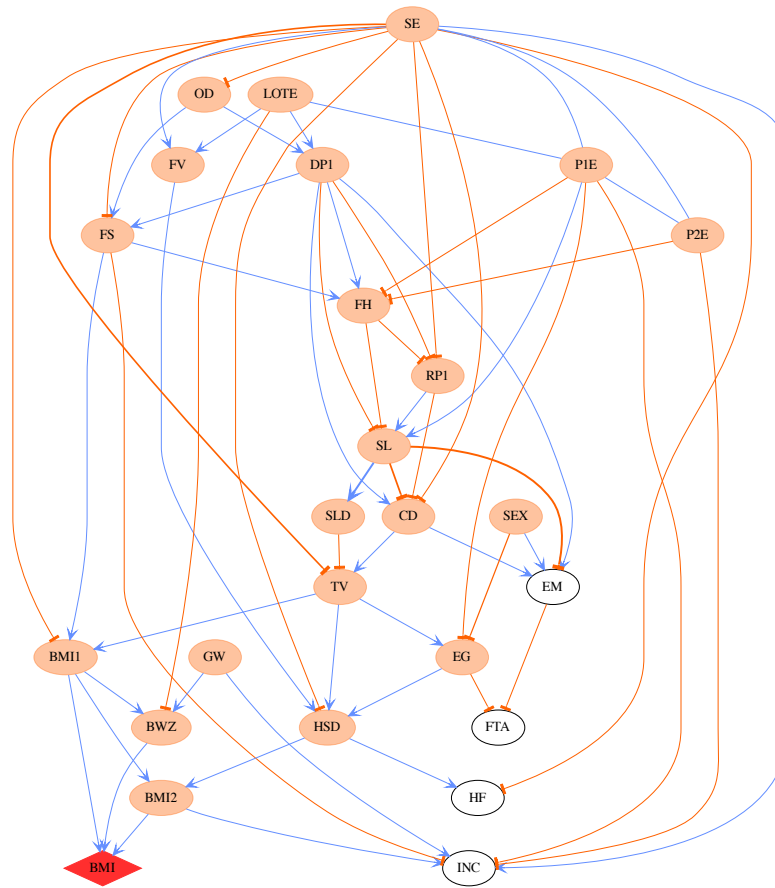 SE
OD
LOTE
FV
DP1
P1E
FS
P2E
FH
RP1
SL
SLD
CD
SEX
TV
EM
BMI1
GW
EG
BWZ
HSD
FTA
BMI2
HF
BMI
INC